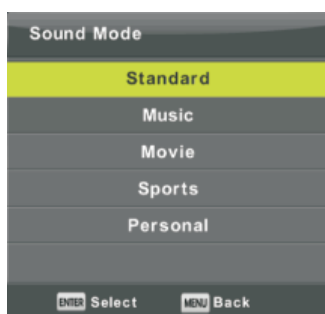 Sound Mode
Standard
Music
Movie
Sports
Personal
ENTER Select MENU Back